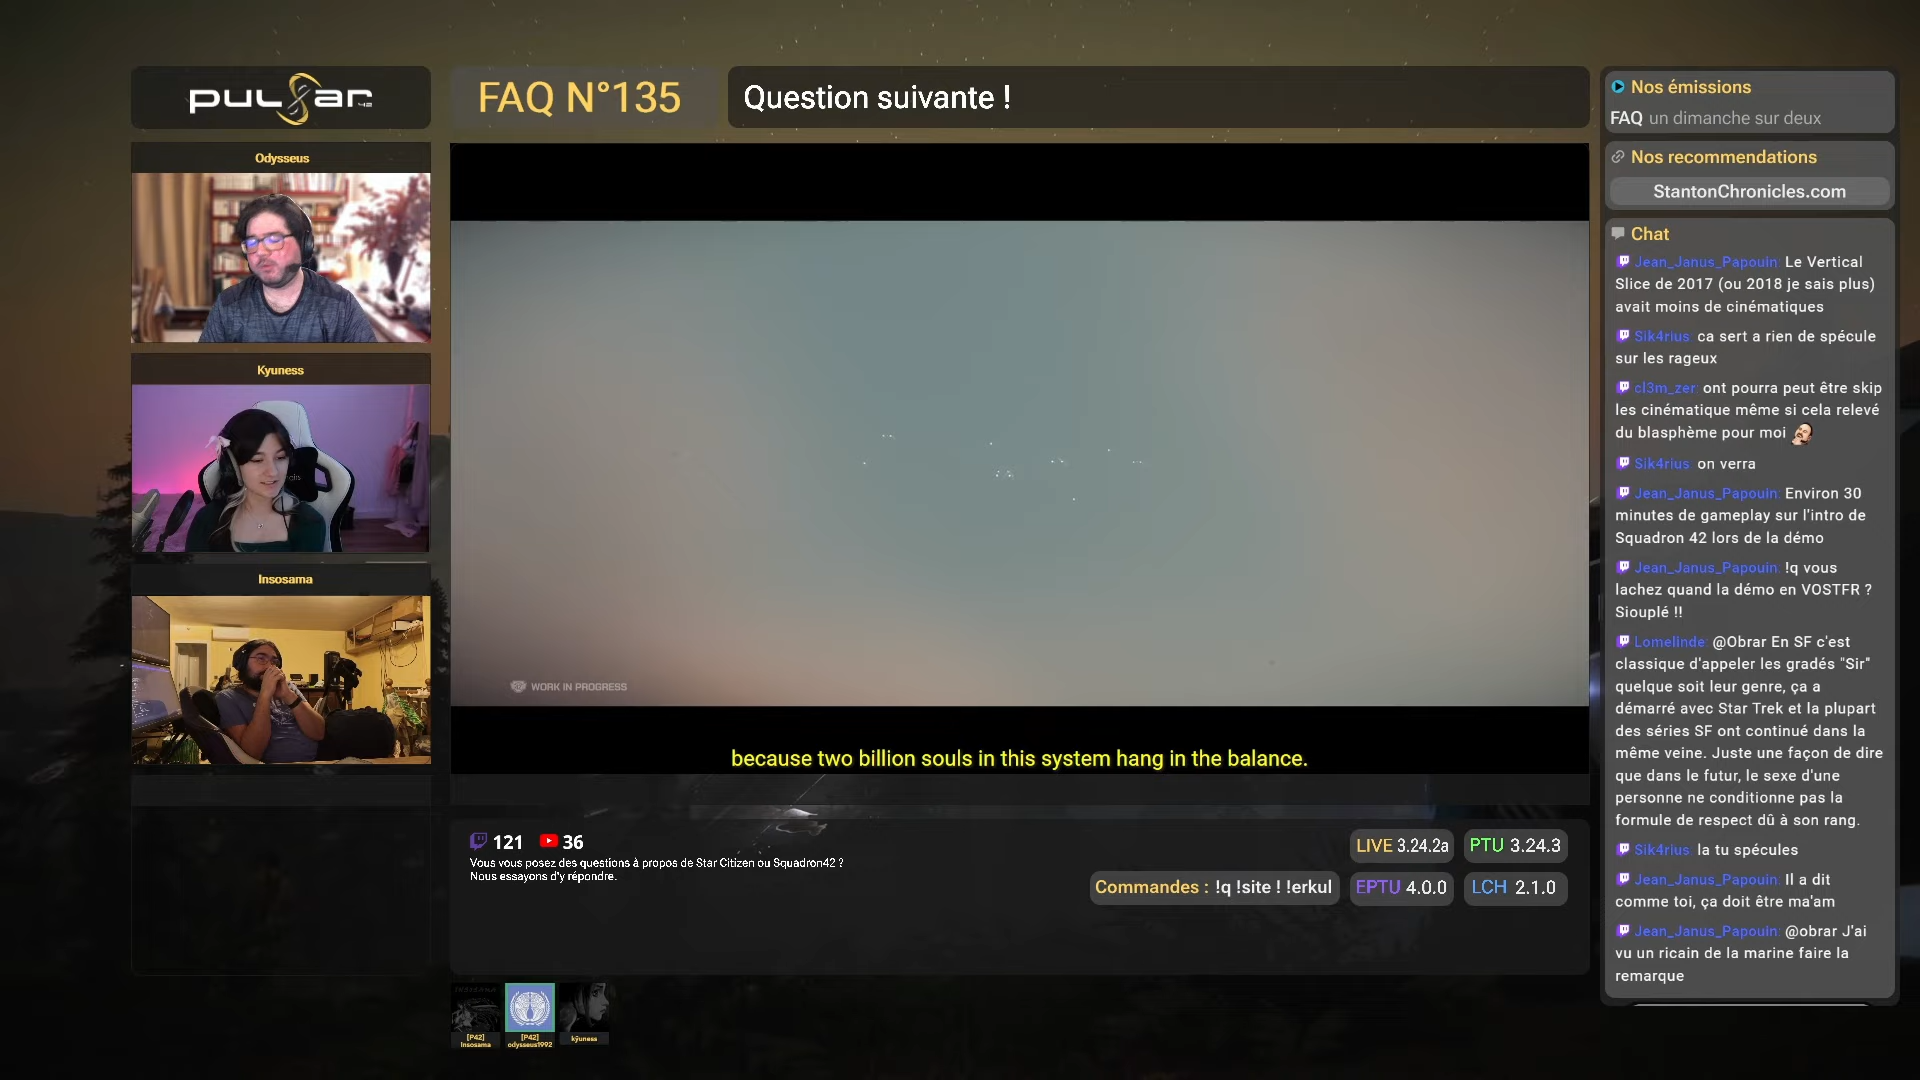 pulsar 42
FAQ N°135
Question suivante !
Odysseus
Kyuness
Insosama
WORK IN PROGRESS
because two billion souls in this system hang in the balance.
121 36
Vous vous posez des questions à propos de Star Citizen ou Squadron42 ?
Nous essayons d'y répondre.
LIVE 3.24.2a
PTU 3.24.3
Commandes : !q !site ! !erkul
EPTU 4.0.0
LCH 2.1.0
[P42]
Insosama
[P42]
odysseus1992
kÿuness
Nos émissions
FAQ un dimanche sur deux
Nos recommendations
StantonChronicles.com
Chat
Jean_Janus_Papouin: Le Vertical
Slice de 2017 (ou 2018 je sais plus)
avait moins de cinématiques
Sik4rius: ca sert a rien de spécule
sur les rageux
cl3m_zer: ont pourra peut être skip
les cinématique même si cela relevé
du blasphème pour moi
Sik4rius: on verra
Jean_Janus_Papouin: Environ 30
minutes de gameplay sur l'intro de
Squadron 42 lors de la démo
Jean_Janus_Papouin: !q vous
lachez quand la démo en VOSTFR ?
Siouplé !!
Lomelinde: @Obrar En SF c'est
classique d'appeler les gradés "Sir"
quelque soit leur genre, ça a
démarré avec Star Trek et la plupart
des séries SF ont continué dans la
même veine. Juste une façon de dire
que dans le futur, le sexe d'une
personne ne conditionne pas la
formule de respect dû à son rang.
Sik4rius: la tu spécules
Jean_Janus_Papouin: Il a dit
comme toi, ça doit être ma'am
Jean_Janus_Papouin: @obrar J'ai
vu un ricain de la marine faire la
remarque